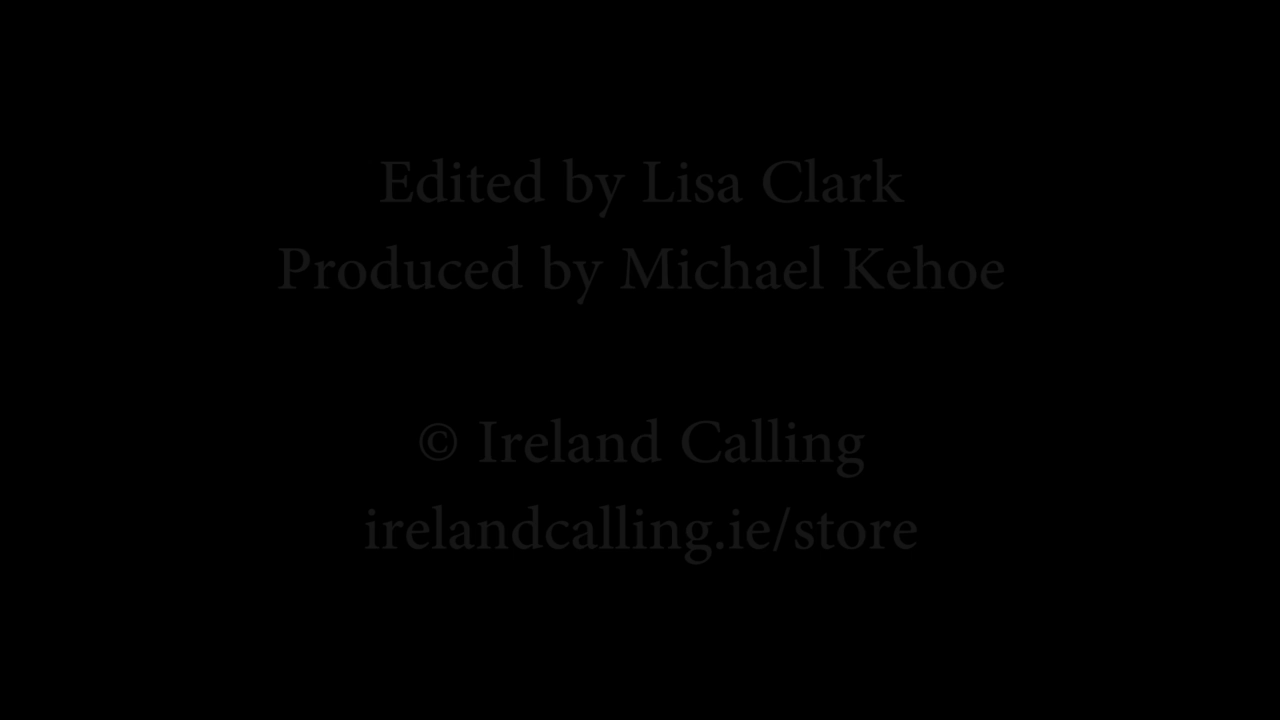 Edited by Lisa Clark
Produced by Michael Kehoe
© Ireland Calling
irelandcalling.ie/store